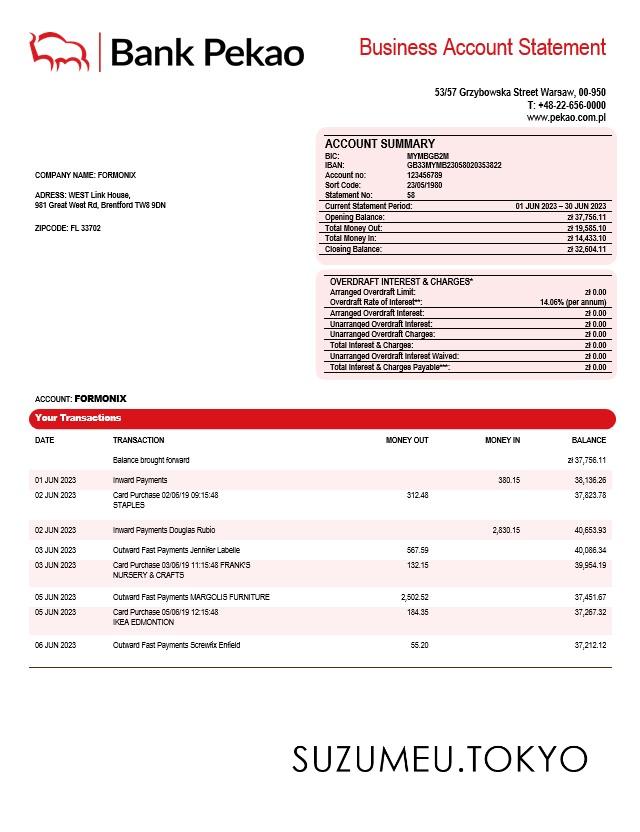 Bank Pekao
Business Account Statement
53/57 Grzybowska Street Warsaw, 00-950
T: +48-22-656-0000
www.pekao.com.pl
ACCOUNT SUMMARY
BIC: MYMBGB2M
IBAN: GB33MYMB23058020353822
Account no: 123456789
Sort Code: 23/05/1980
Statement No: 58
Current Statement Period: 01 JUN 2023 – 30 JUN 2023
Opening Balance: zł 37,756.11
Total Money Out: zł 19,585.10
Total Money In: zł 14,433.10
Closing Balance: zł 32,604.11
COMPANY NAME: FORMONIX
ADRESS: WEST Link House,
981 Great West Rd, Brentford TW8 9DN
ZIPCODE: FL 33702
OVERDRAFT INTEREST & CHARGES*
Arranged Overdraft Limit: zł 0.00
Overdraft Rate of Interest**: 14.06% (per annum)
Arranged Overdraft Interest: zł 0.00
Unarranged Overdraft Interest: zł 0.00
Unarranged Overdraft Charges: zł 0.00
Total Interest & Charges: zł 0.00
Unarranged Overdraft Interest Waived: zł 0.00
Total Interest & Charges Payable***: zł 0.00
ACCOUNT: FORMONIX
Your Transactions
DATE TRANSACTION MONEY OUT MONEY IN BALANCE
Balance brought forward zł 37,756.11
01 JUN 2023 Inward Payments 380.15 38,136.26
02 JUN 2023 Card Purchase 02/06/19 09:15:48 312.48 37,823.78
STAPLES
02 JUN 2023 Inward Payments Douglas Rubio 2,830.15 40,653.93
03 JUN 2023 Outward Fast Payments Jennifer Labelle 567.59 40,086.34
03 JUN 2023 Card Purchase 03/06/19 11:15:48 FRANK'S 132.15 39,954.19
NURSERY & CRAFTS
05 JUN 2023 Outward Fast Payments MARGOLIS FURNITURE 2,502.52 37,451.67
05 JUN 2023 Card Purchase 05/06/19 12:15:48 184.35 37,267.32
IKEA EDMONTION
06 JUN 2023 Outward Fast Payments Screwfix Enfield 55.20 37,212.12
SUZUMEU.TOKYO